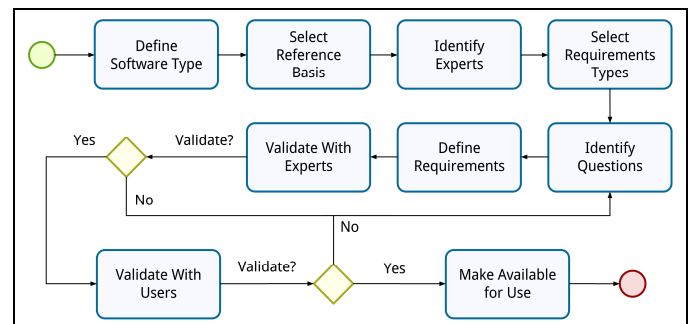 Define
Software Type
Select
Reference
Basis
Identify
Experts
Select
Requirements
Types
Yes
Validate?
Validate With
Experts
Define
Requirements
Identify
Questions
No
No
Validate With
Users
Validate?
Yes
Make Available
for Use